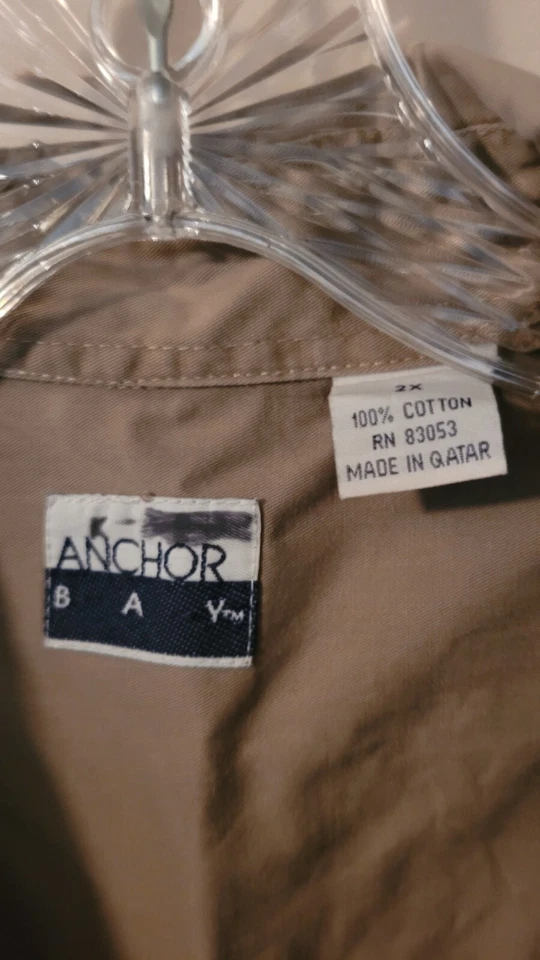 2X
100% COTTON
RN 83053
MADE IN QATAR
ANCHOR
B A Y™